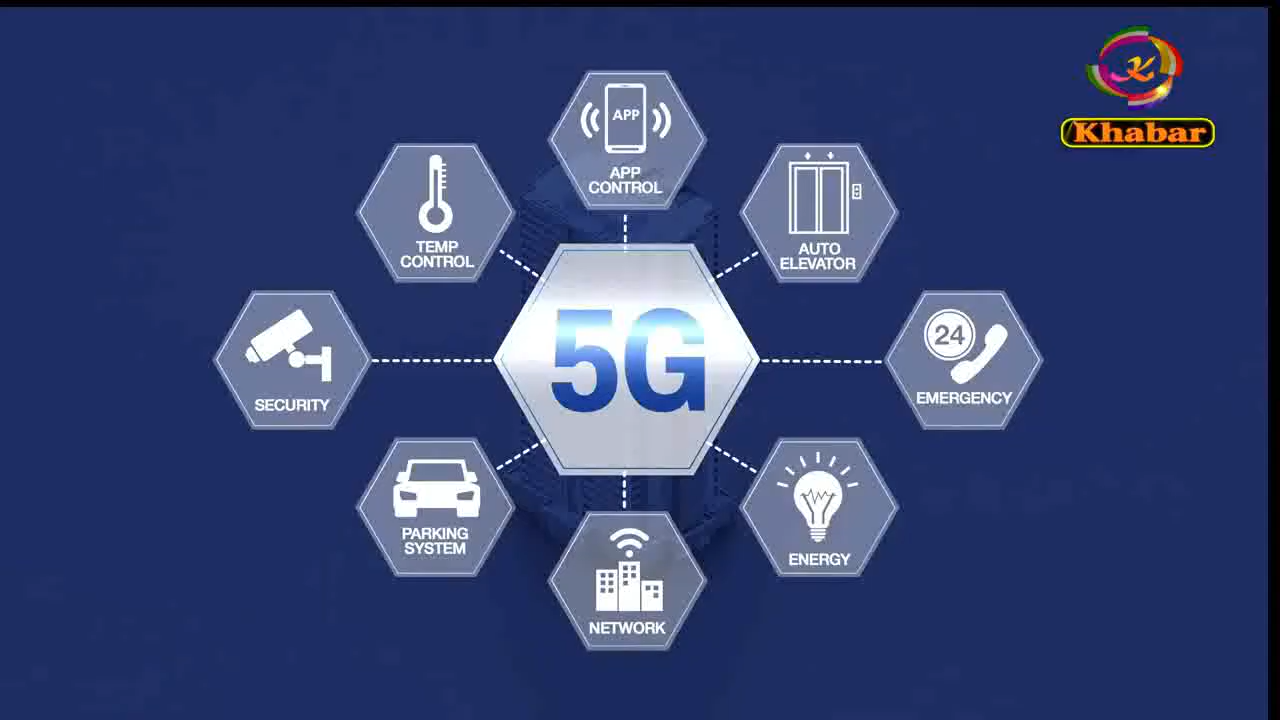 APP
APP
CONTROL
K
Khabar
TEMP
CONTROL
AUTO
ELEVATOR
5G
SECURITY
24
EMERGENCY
PARKING
SYSTEM
ENERGY
NETWORK